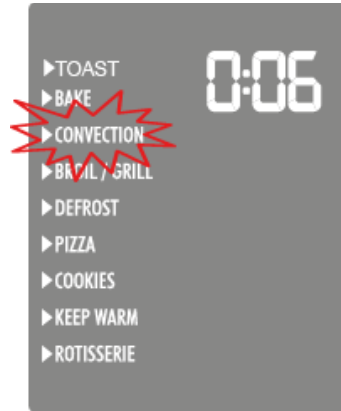 ▶TOAST
0:06
▶BAKE
▶CONVECTION
▶BROIL / GRILL
▶DEFROST
▶PIZZA
▶COOKIES
▶KEEP WARM
▶ROTISSERIE